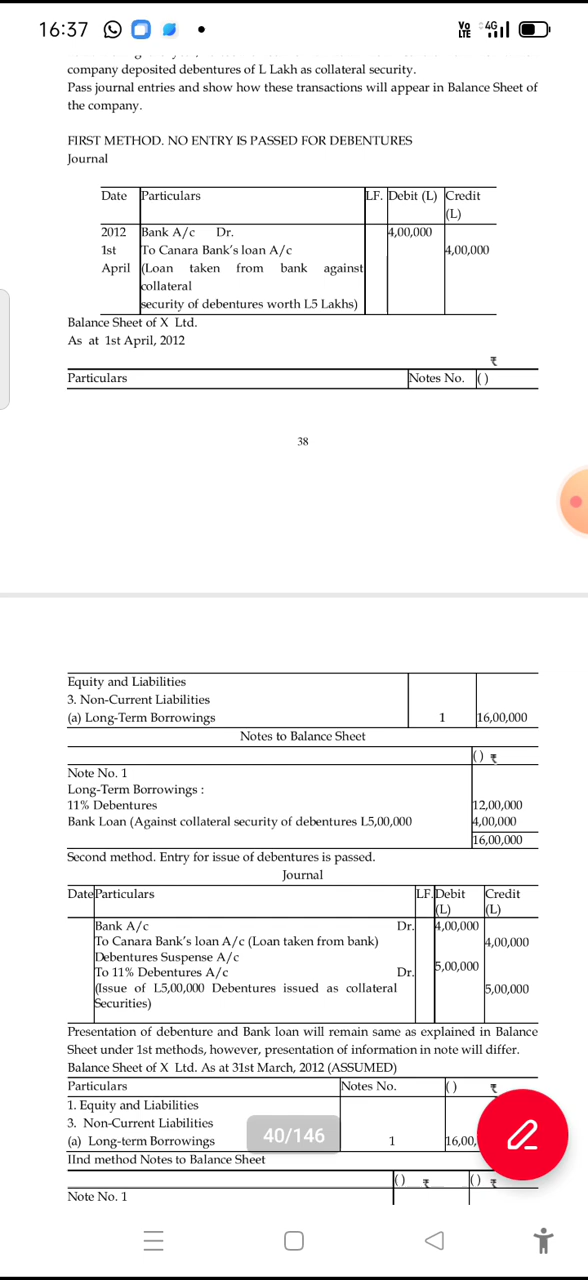 16:37
Vo LTE 4G
company deposited debentures of L Lakh as collateral security.
Pass journal entries and show how these transactions will appear in Balance Sheet of
the company.
FIRST METHOD. NO ENTRY IS PASSED FOR DEBENTURES
Journal
Date Particulars LF. Debit (L) Credit
(L)
2012 Bank A/c Dr. 4,00,000
1st To Canara Bank's loan A/c 4,00,000
April (Loan taken from bank against
collateral
security of debentures worth L5 Lakhs)
Balance Sheet of X Ltd.
As at 1st April, 2012
₹
Particulars Notes No. ()
38
Equity and Liabilities
3. Non-Current Liabilities
(a) Long-Term Borrowings 1 16,00,000
Notes to Balance Sheet
() ₹
Note No. 1
Long-Term Borrowings :
11% Debentures 12,00,000
Bank Loan (Against collateral security of debentures L5,00,000 4,00,000
16,00,000
Second method. Entry for issue of debentures is passed.
Journal
Date Particulars LF. Debit Credit
(L) (L)
Bank A/c Dr. 4,00,000
To Canara Bank's loan A/c (Loan taken from bank) 4,00,000
Debentures Suspense A/c
To 11% Debentures A/c Dr. 5,00,000
(Issue of L5,00,000 Debentures issued as collateral 5,00,000
Securities)
Presentation of debenture and Bank loan will remain same as explained in Balance
Sheet under 1st methods, however, presentation of information in note will differ.
Balance Sheet of X Ltd. As at 31st March, 2012 (ASSUMED)
Particulars Notes No. () ₹
1. Equity and Liabilities
3. Non-Current Liabilities
(a) Long-term Borrowings 1 16,00,
40/146
IInd method Notes to Balance Sheet
() ₹ () ₹
Note No. 1